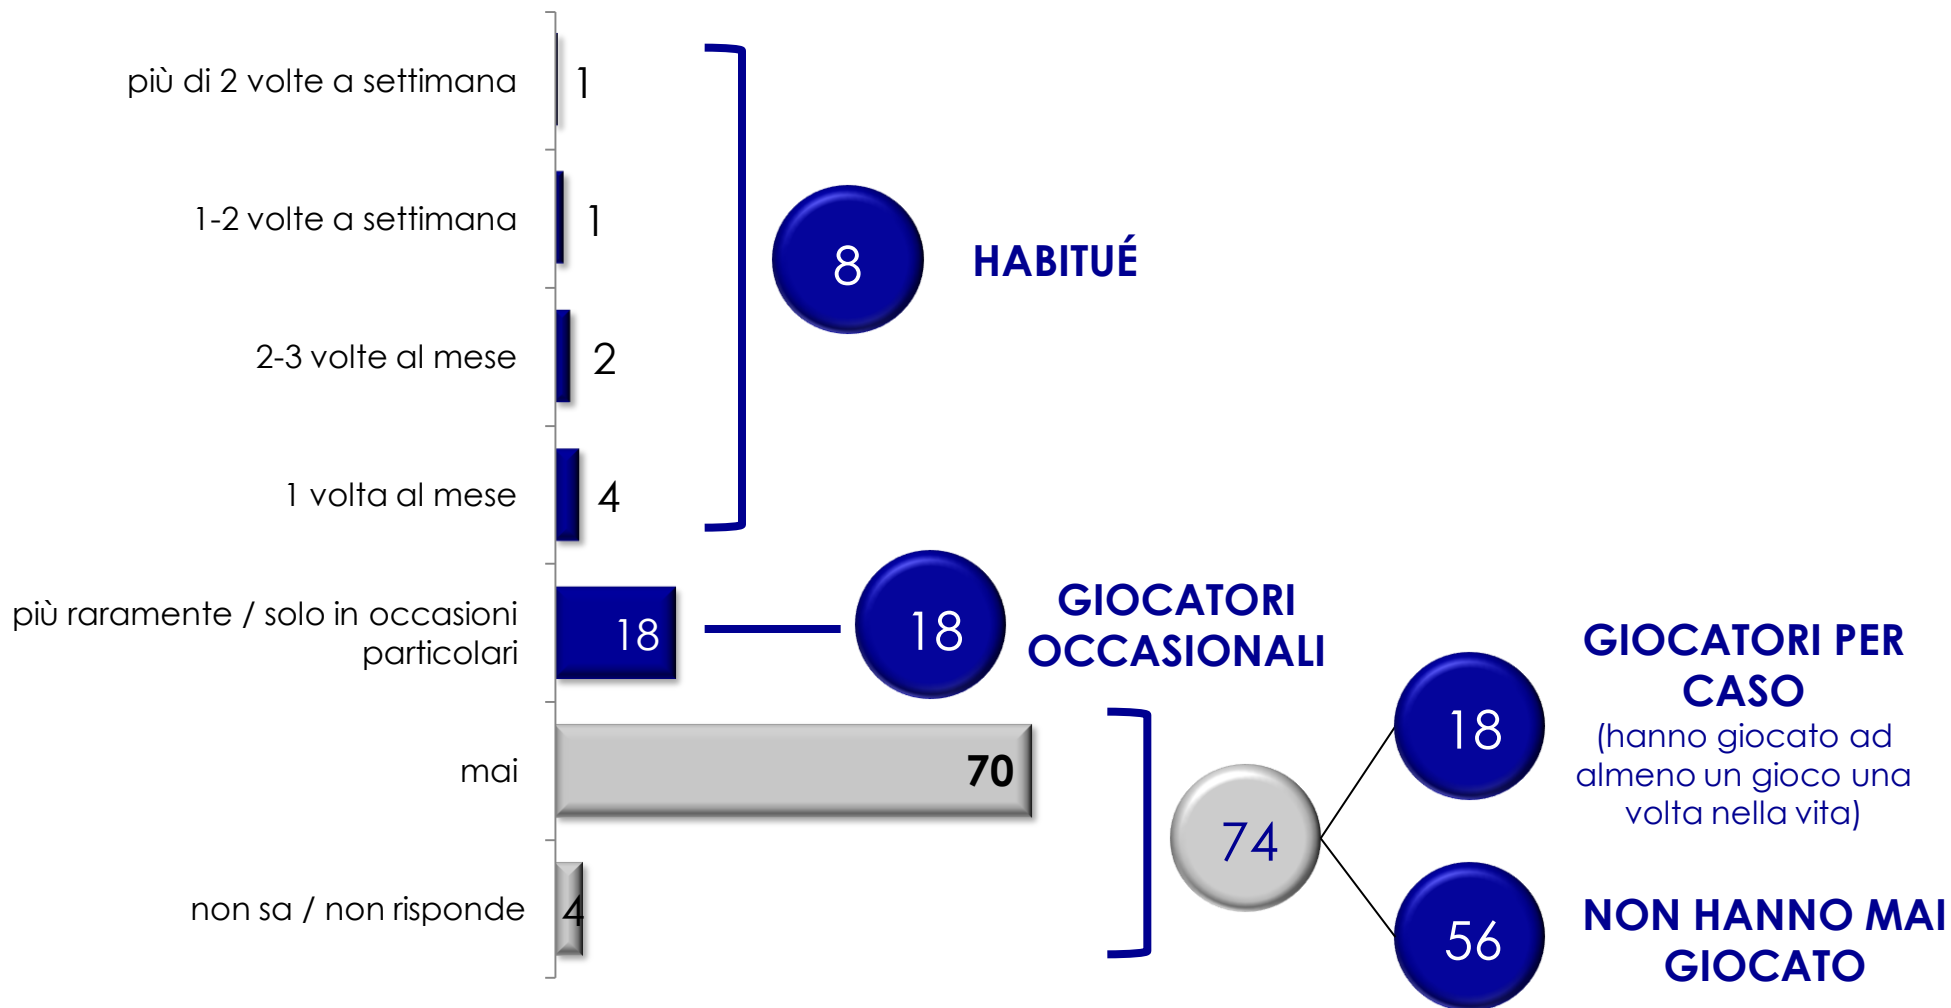 più di 2 volte a settimana
1
1-2 volte a settimana
1
8
HABITUÉ
2-3 volte al mese
2
1 volta al mese
4
più raramente / solo in occasioni
particolari
18
18
GIOCATORI
OCCASIONALI
mai
70
non sa / non risponde
4
74
18
GIOCATORI PER
CASO
(hanno giocato ad
almeno un gioco una
volta nella vita)
56
NON HANNO MAI
GIOCATO